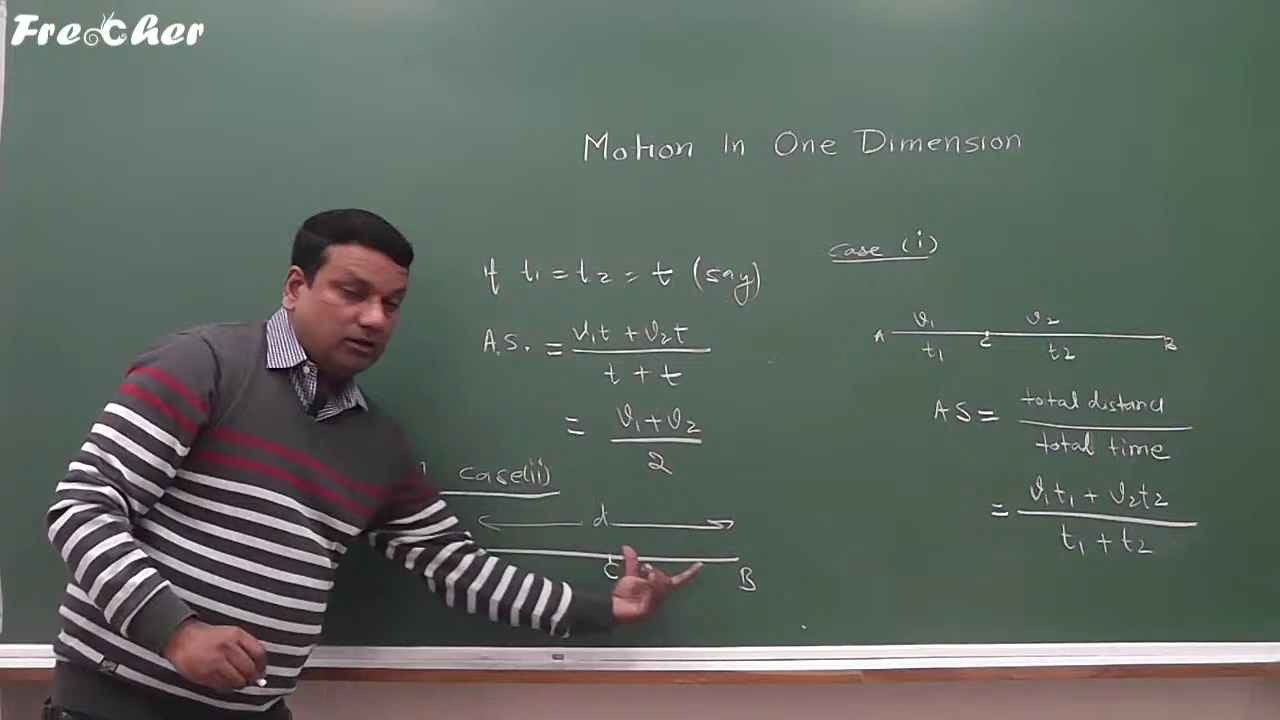 FreeCher
Motion In One Dimension
If t₁ = t₂ = t (say)
A.S. = v₁t + v₂t
t + t
= v₁ + v₂
2
case(ii)
d
C
B
case (i)
v₁ v₂
A C B
t₁ t₂
AS = total distance
total time
= v₁t₁ + v₂t₂
t₁ + t₂